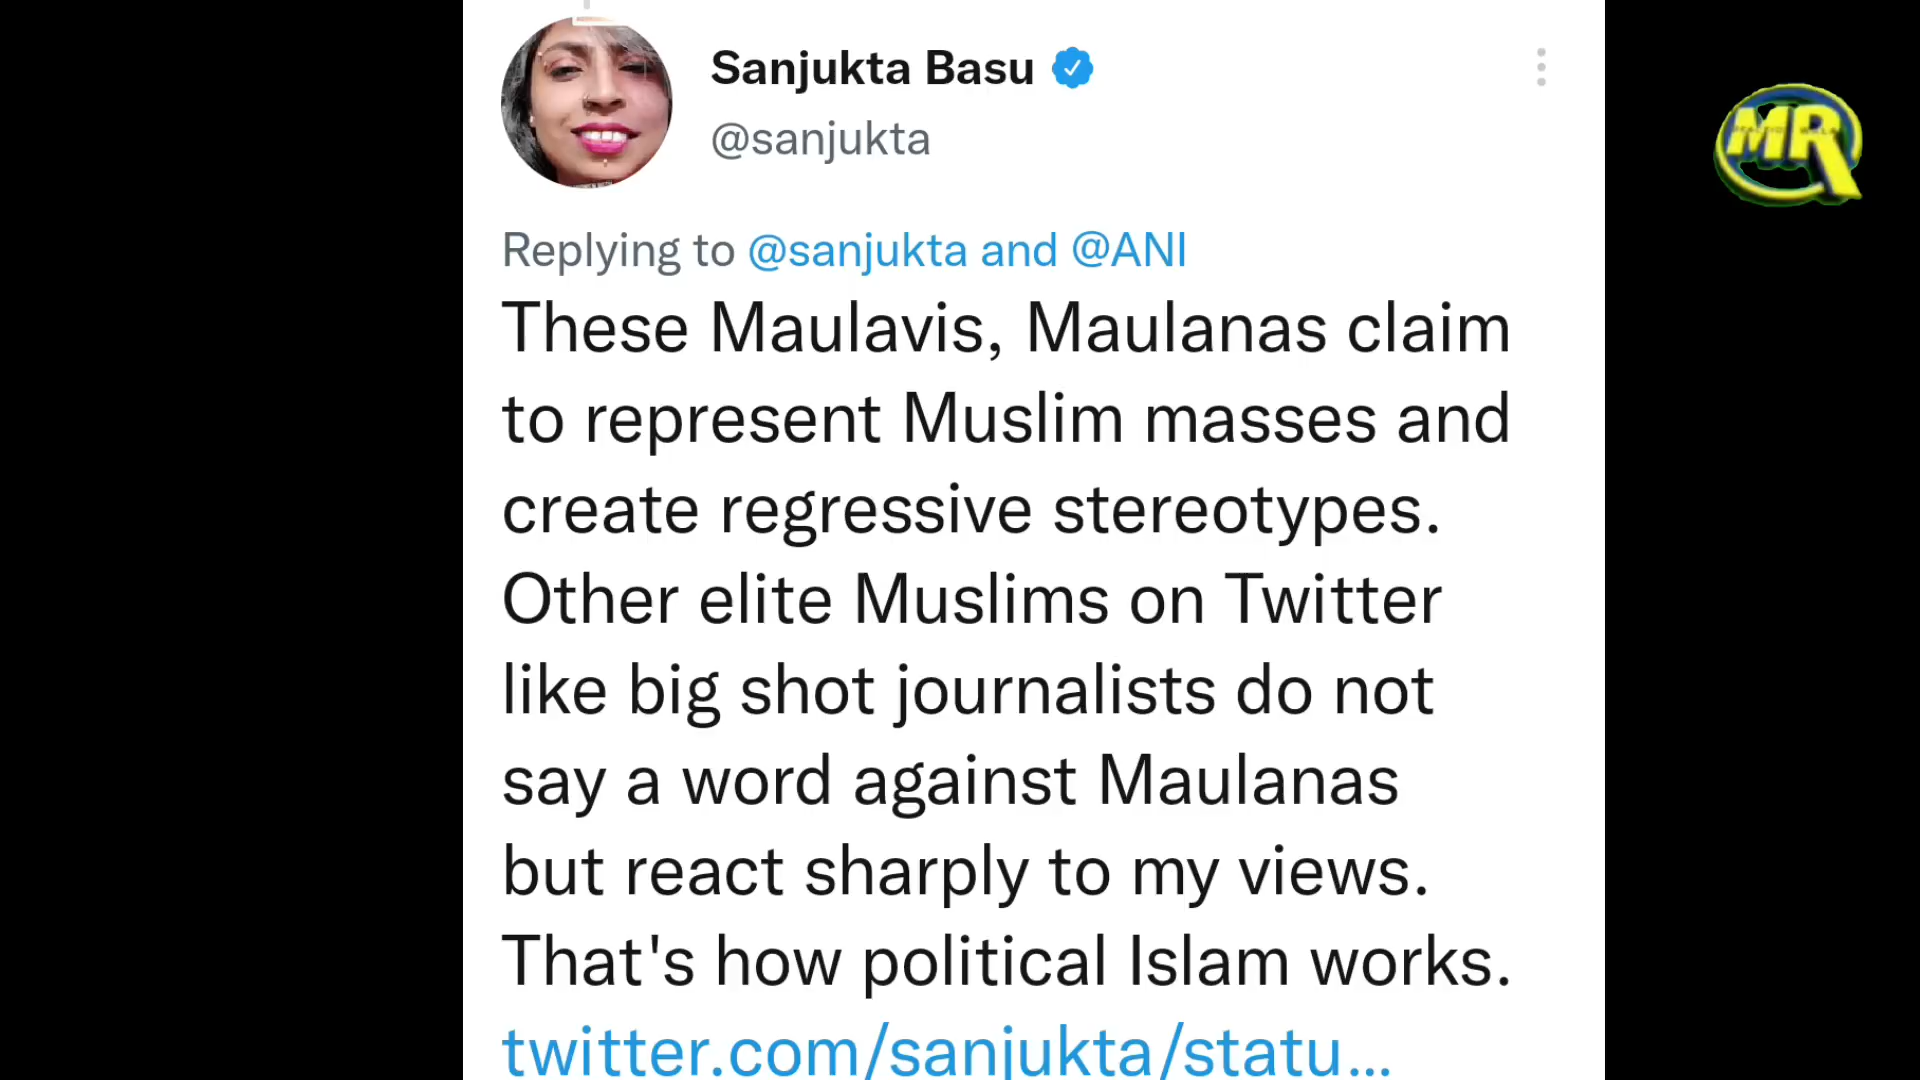 Sanjukta Basu
@sanjukta
Replying to @sanjukta and @ANI
These Maulavis, Maulanas claim
to represent Muslim masses and
create regressive stereotypes.
Other elite Muslims on Twitter
like big shot journalists do not
say a word against Maulanas
but react sharply to my views.
That's how political Islam works.
twitter.com/sanjukta/statu...
MR